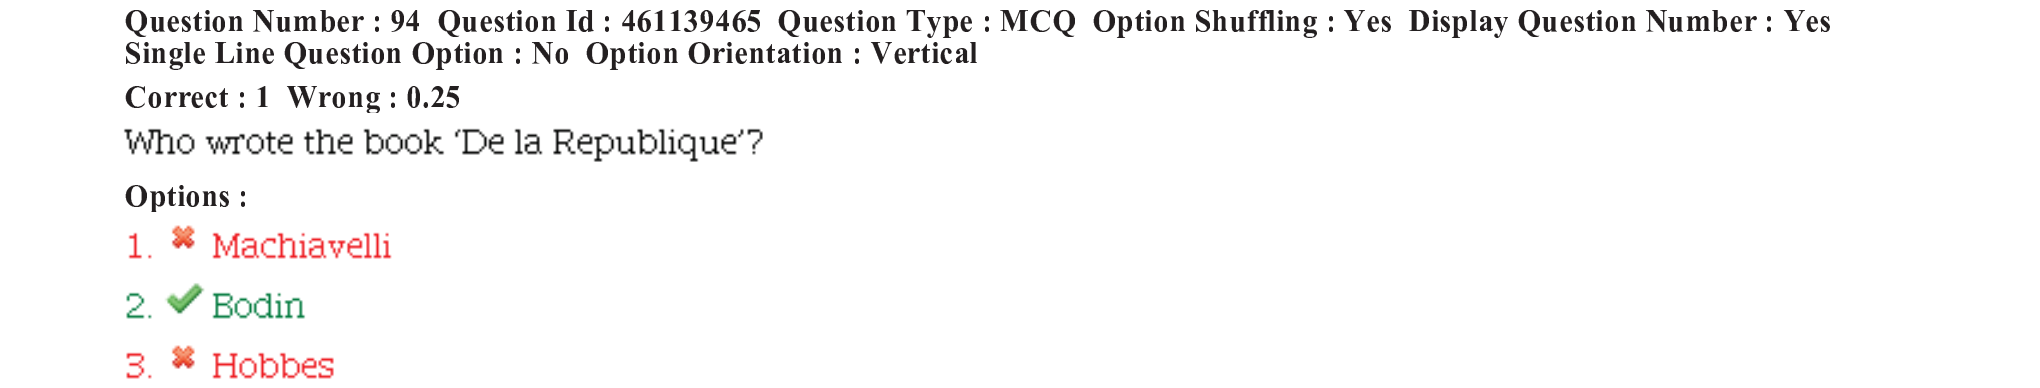 Question Number : 94 Question Id : 461139465 Question Type : MCQ Option Shuffling : Yes Display Question Number : Yes
Single Line Question Option : No Option Orientation : Vertical
Correct : 1 Wrong : 0.25
Who wrote the book ‘De la Republique’?
Options :
1. Machiavelli
2. Bodin
3. Hobbes